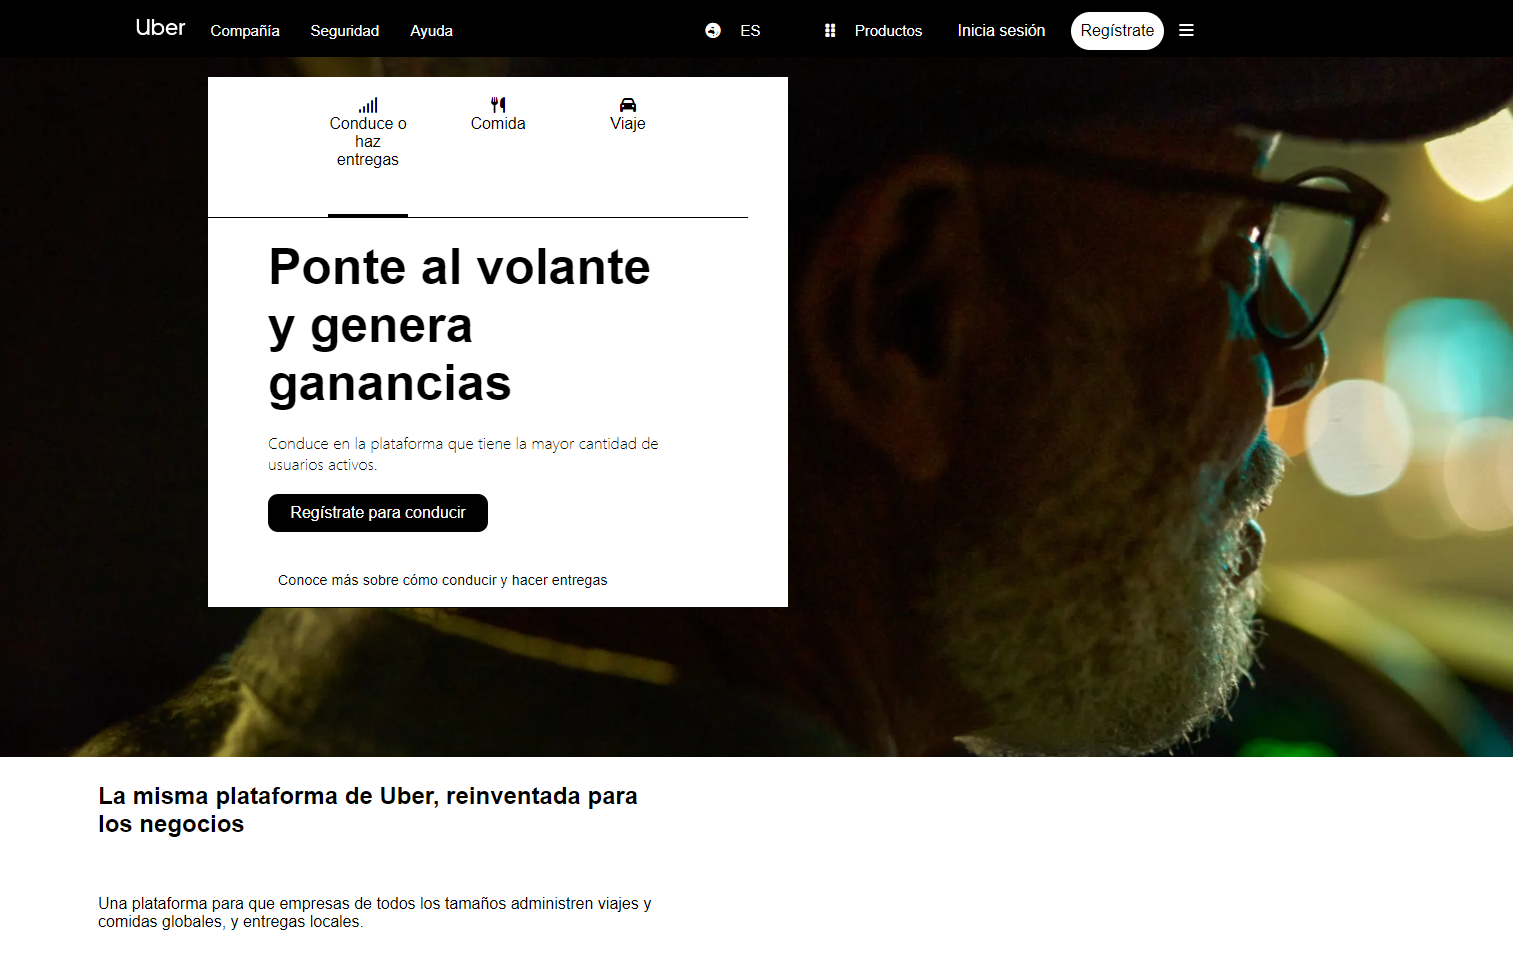 Uber
Compañía
Seguridad
Ayuda
ES
Productos
Inicia sesión
Regístrate
Conduce o
haz
entregas
Comida
Viaje
Ponte al volante
y genera
ganancias
Conduce en la plataforma que tiene la mayor cantidad de
usuarios activos.
Regístrate para conducir
Conoce más sobre cómo conducir y hacer entregas
La misma plataforma de Uber, reinventada para
los negocios
Una plataforma para que empresas de todos los tamaños administren viajes y
comidas globales, y entregas locales.